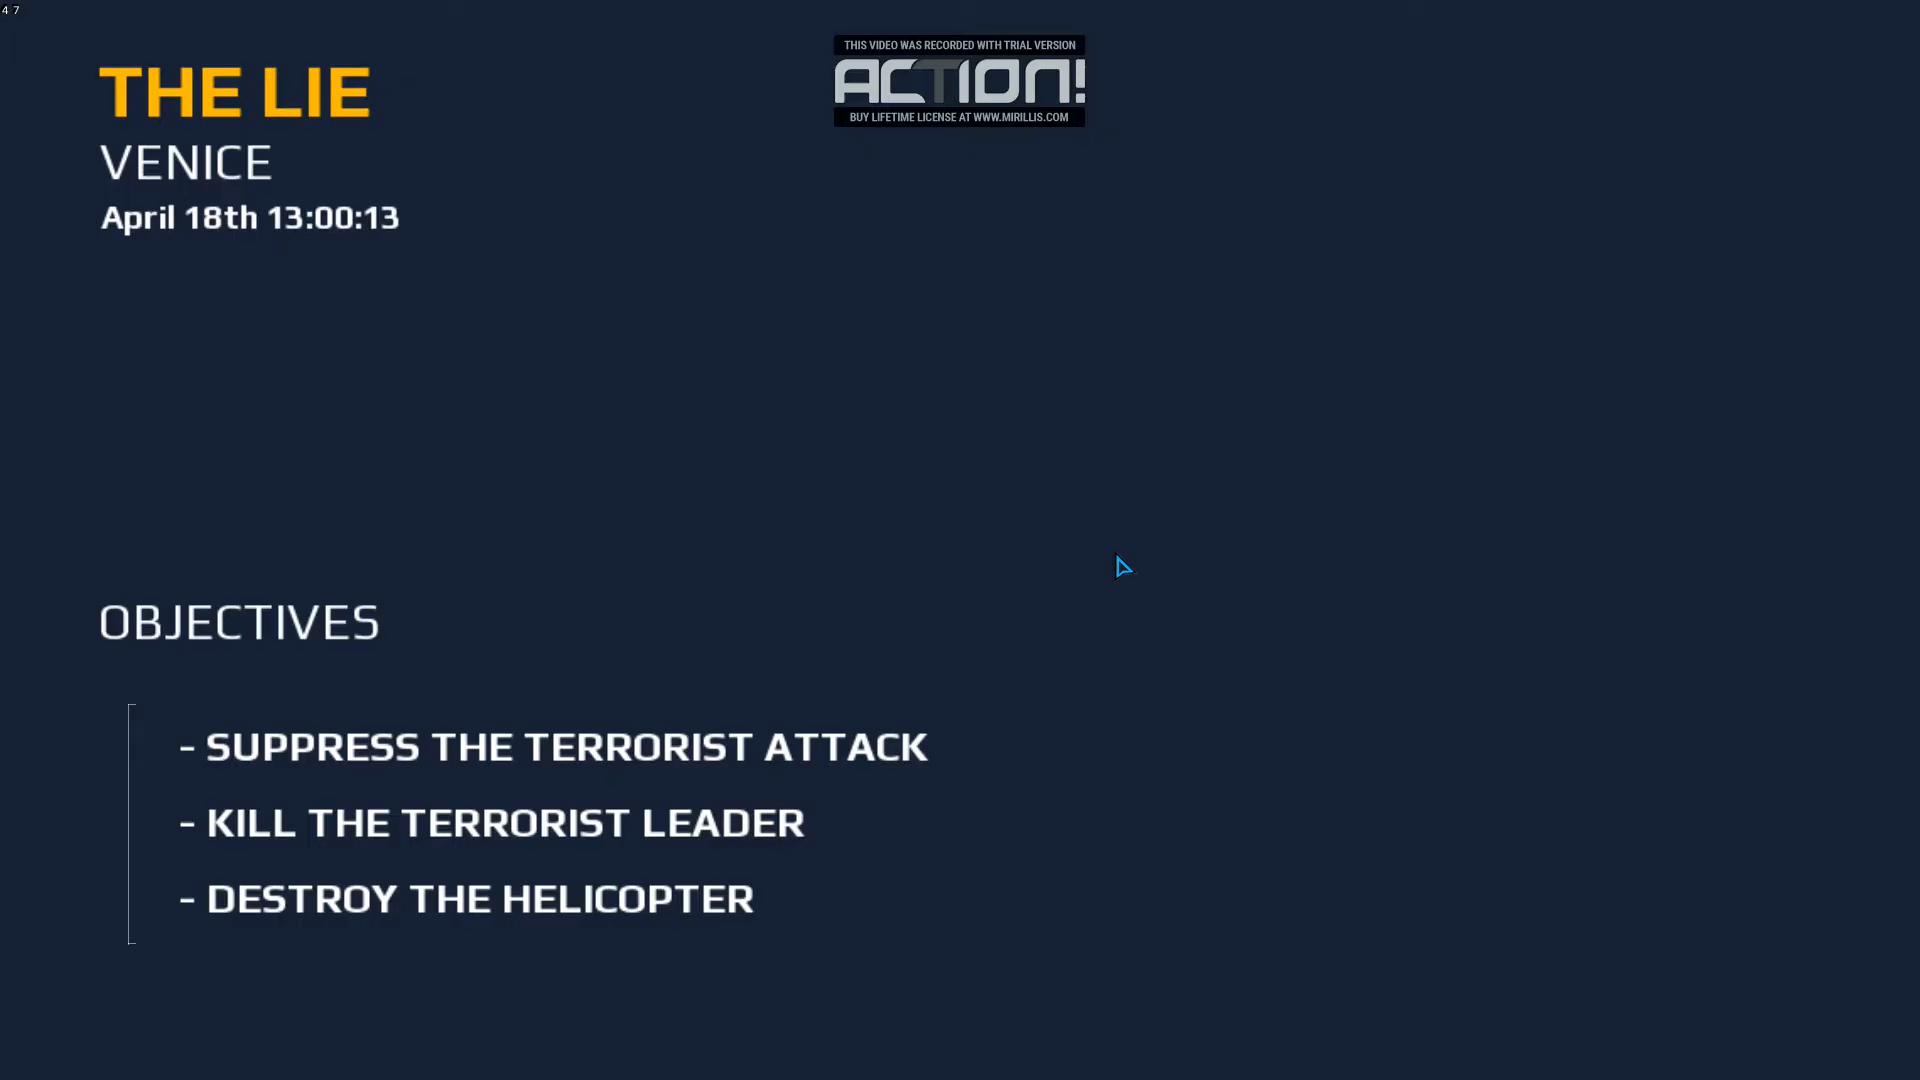 4 7
THIS VIDEO WAS RECORDED WITH TRIAL VERSION
ACTION!
BUY LIFETIME LICENSE AT WWW.MIRILLIS.COM
THE LIE
VENICE
April 18th 13:00:13
OBJECTIVES
- SUPPRESS THE TERRORIST ATTACK
- KILL THE TERRORIST LEADER
- DESTROY THE HELICOPTER